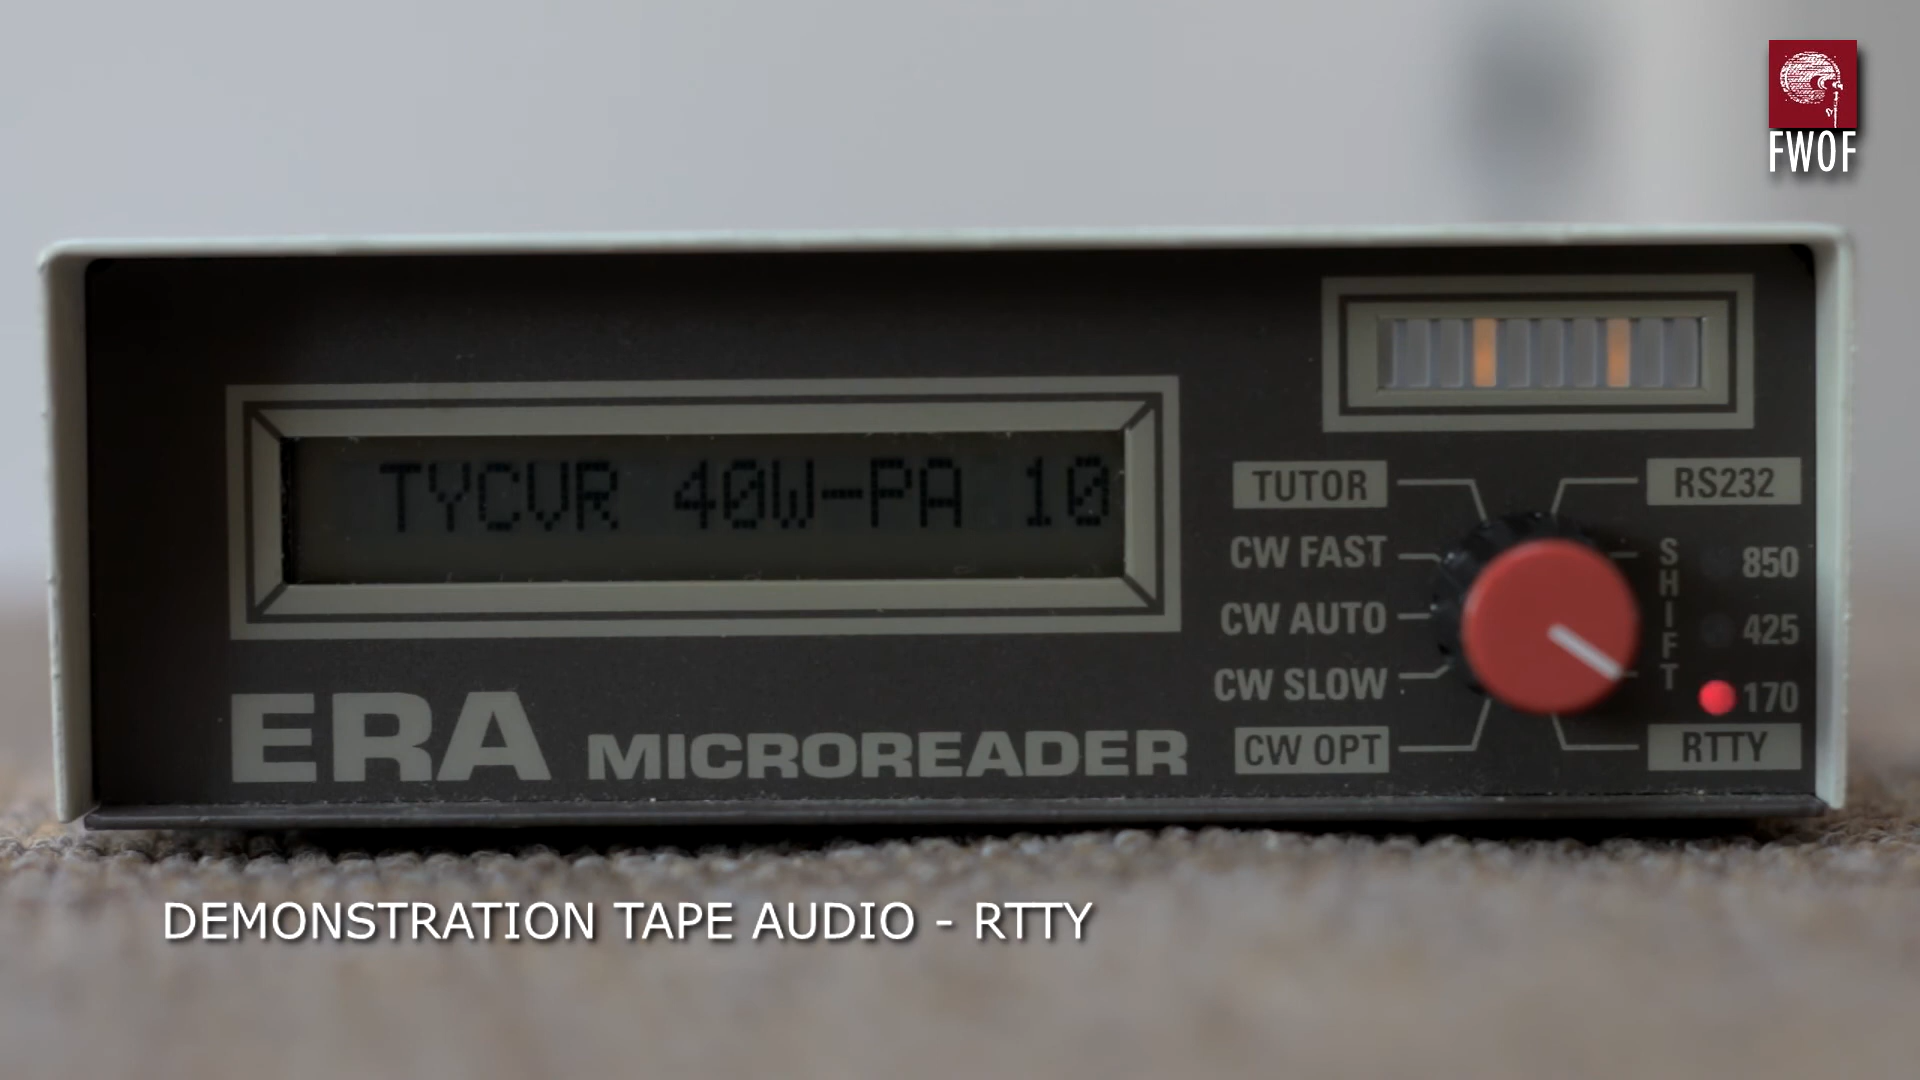 FWOF
TYCVR 40W-PA 10
TUTOR
CW FAST
CW AUTO
CW SLOW
CW OPT
RS232
SHIFT
850
425
170
RTTY
ERA MICROREADER
DEMONSTRATION TAPE AUDIO - RTTY